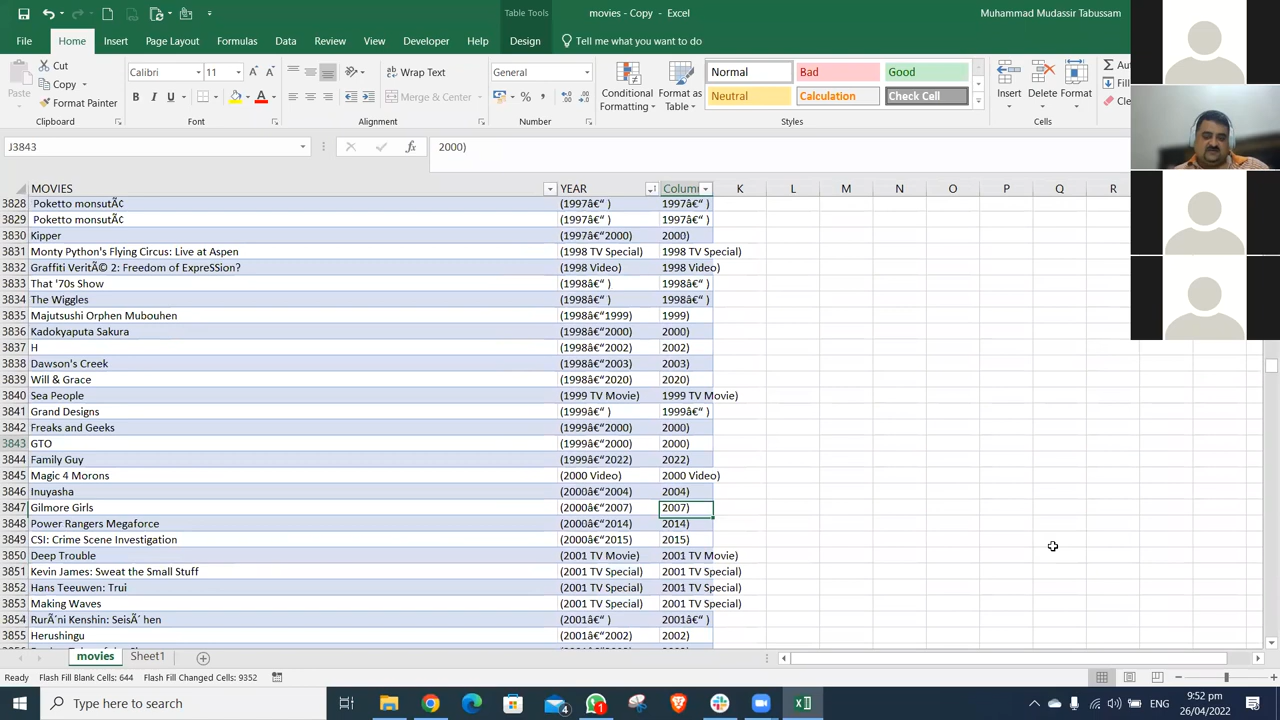 Table Tools
movies - Copy - Excel
Muhammad Mudassir Tabussam
File Home Insert Page Layout Formulas Data Review View Developer Help Design Tell me what you want to do
Paste
Cut
Copy
Format Painter
Clipboard
Calibri 11
B I U
Font
Wrap Text
Merge & Center
Alignment
General
Number
Conditional Formatting
Format as Table
Normal Bad Good
Neutral Calculation Check Cell
Styles
Insert Delete Format
Cells
J3843 2000)
MOVIES YEAR Colum K L M N O P Q R
3828 Poketto monsutÃ¢ (1997â€“ ) 1997â€“ )
3829 Poketto monsutÃ¢ (1997â€“ ) 1997â€“ )
3830 Kipper (1997â€“2000) 2000)
3831 Monty Python's Flying Circus: Live at Aspen (1998 TV Special) 1998 TV Special)
3832 Graffiti VeritÃ© 2: Freedom of ExpreSSion? (1998 Video) 1998 Video)
3833 That '70s Show (1998â€“ ) 1998â€“ )
3834 The Wiggles (1998â€“ ) 1998â€“ )
3835 Majutsushi Orphen Mubouhen (1998â€“1999) 1999)
3836 Kadokyaputa Sakura (1998â€“2000) 2000)
3837 H (1998â€“2002) 2002)
3838 Dawson's Creek (1998â€“2003) 2003)
3839 Will & Grace (1998â€“2020) 2020)
3840 Sea People (1999 TV Movie) 1999 TV Movie)
3841 Grand Designs (1999â€“ ) 1999â€“ )
3842 Freaks and Geeks (1999â€“2000) 2000)
3843 GTO (1999â€“2000) 2000)
3844 Family Guy (1999â€“2022) 2022)
3845 Magic 4 Morons (2000 Video) 2000 Video)
3846 Inuyasha (2000â€“2004) 2004)
3847 Gilmore Girls (2000â€“2007) 2007)
3848 Power Rangers Megaforce (2000â€“2014) 2014)
3849 CSI: Crime Scene Investigation (2000â€“2015) 2015)
3850 Deep Trouble (2001 TV Movie) 2001 TV Movie)
3851 Kevin James: Sweat the Small Stuff (2001 TV Special) 2001 TV Special)
3852 Hans Teeuwen: Trui (2001 TV Special) 2001 TV Special)
3853 Making Waves (2001 TV Special) 2001 TV Special)
3854 RurÃ´ni Kenshin: SeisÃ´ hen (2001â€“ ) 2001â€“ )
3855 Herushingu (2001â€“2002) 2002)
movies Sheet1
Ready Flash Fill Blank Cells: 644 Flash Fill Changed Cells: 9352
Type here to search
4
1
ENG
9:52 pm
26/04/2022